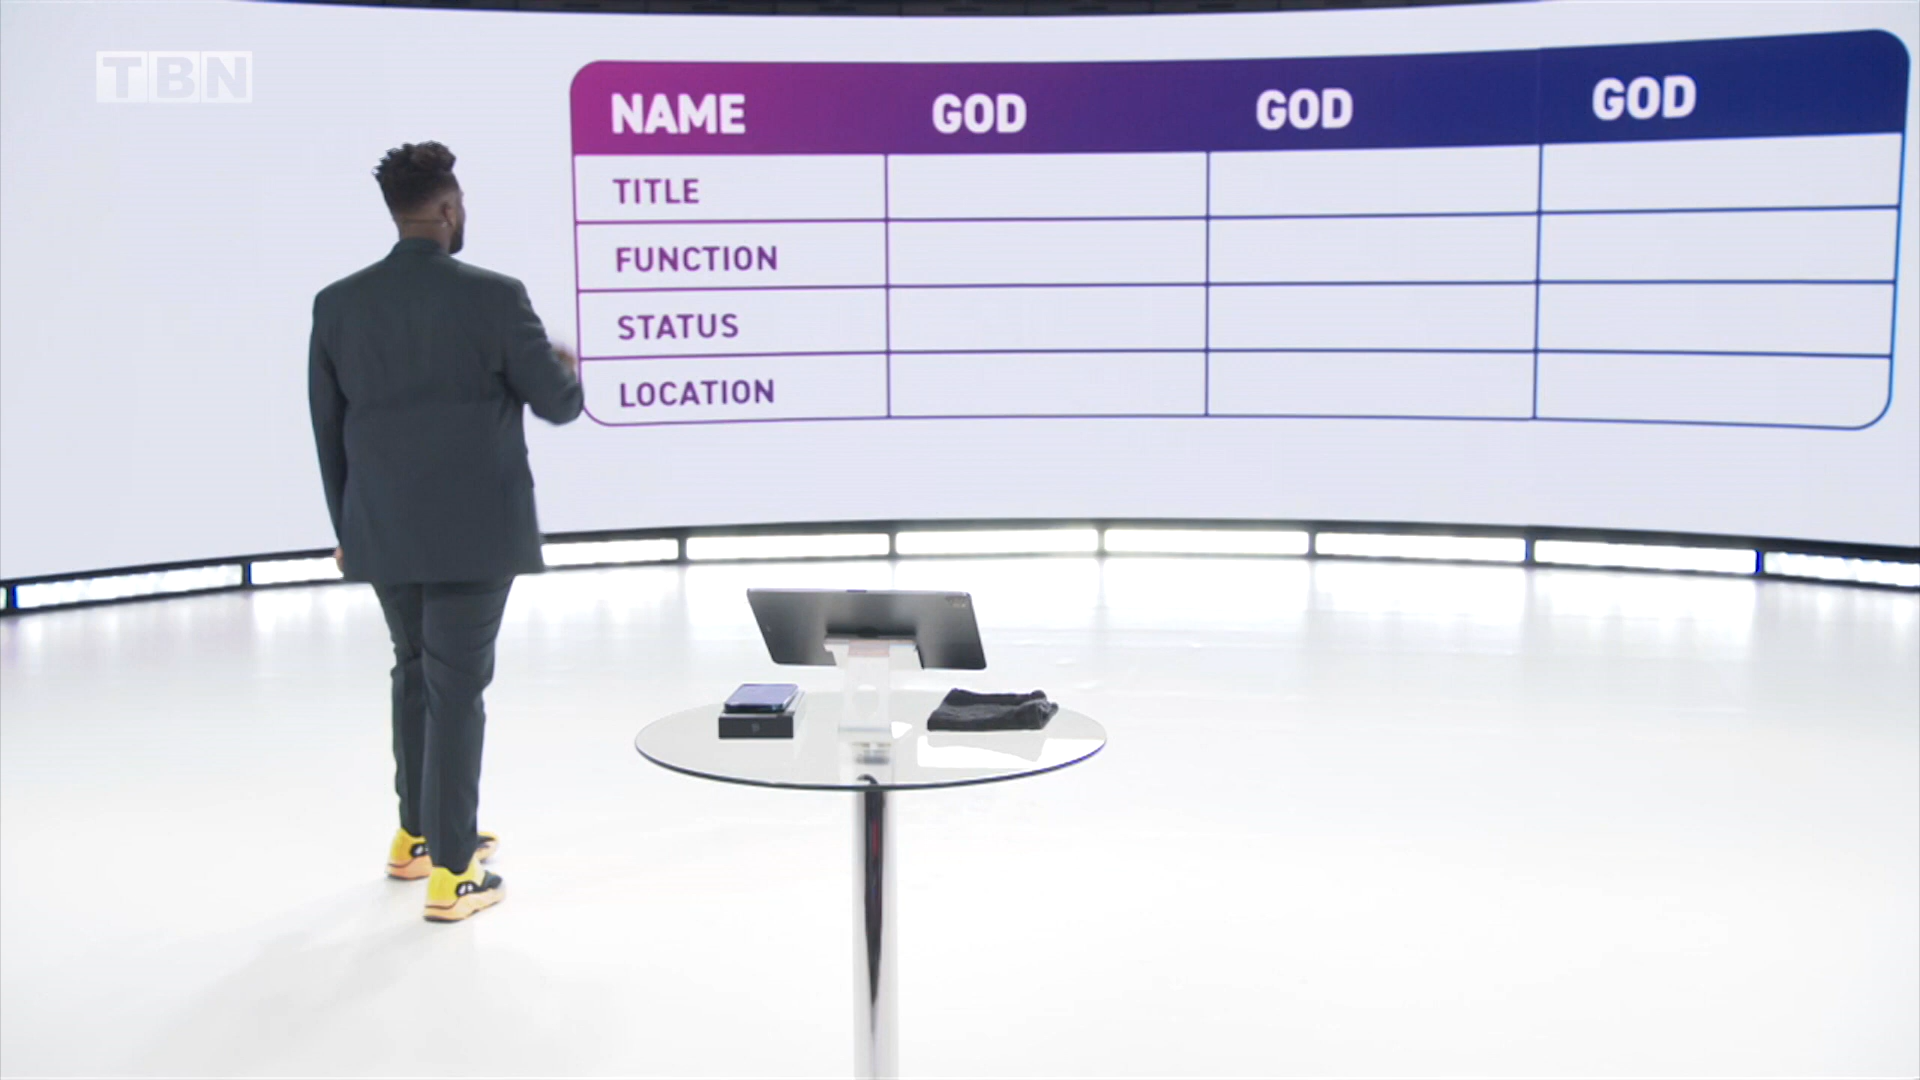 TBN
NAME GOD GOD GOD
TITLE
FUNCTION
STATUS
LOCATION